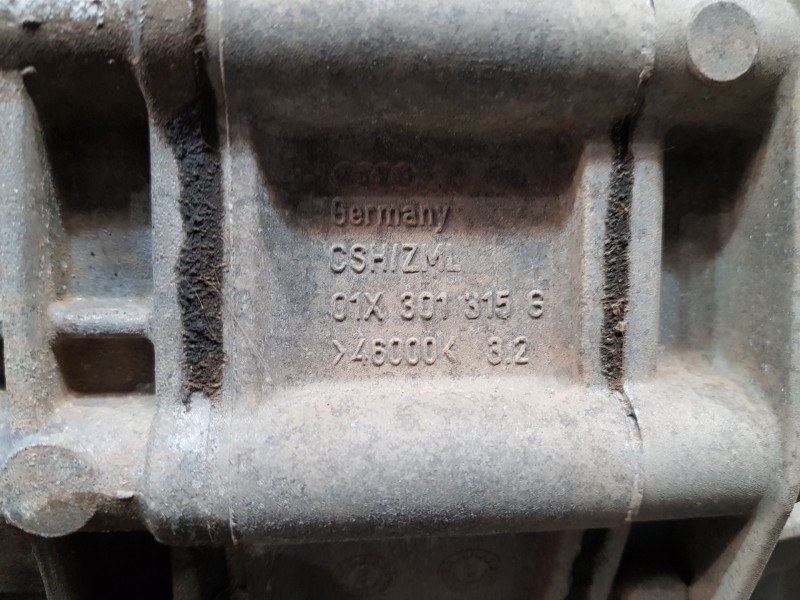 Germany
CSH/ZML
01X 301 315 S
>46000< 3.2